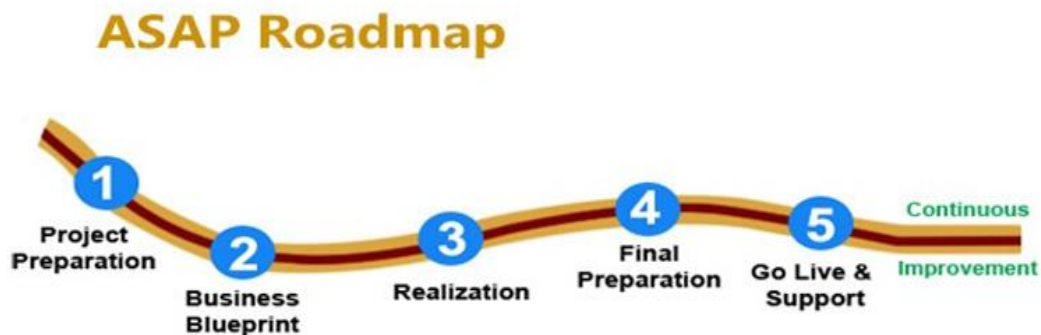 ASAP Roadmap
1
Project
Preparation
2
Business
Blueprint
3
Realization
4
Final
Preparation
5
Go Live &
Support
Continuous
Improvement